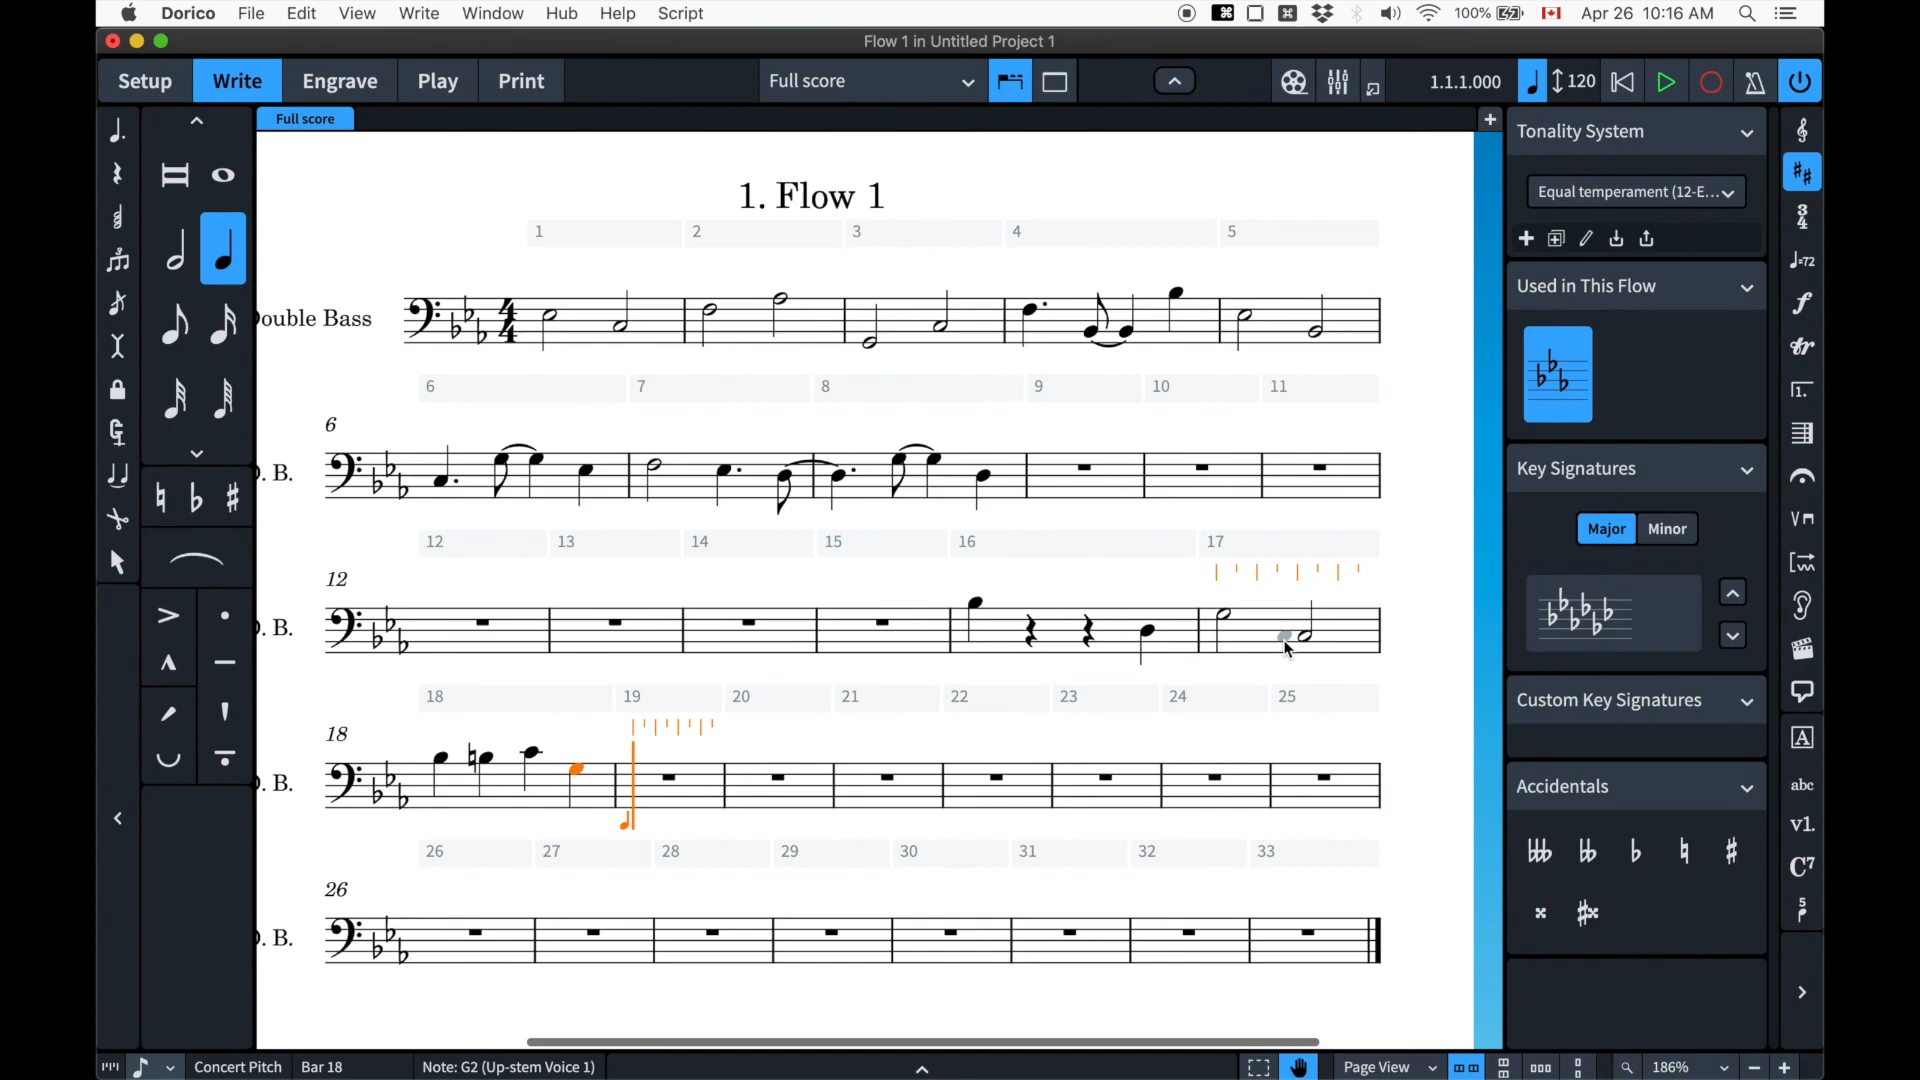 Dorico File Edit View Write Window Hub Help Script 100% Apr 26 10:16 AM
Flow 1 in Untitled Project 1
Setup Write Engrave Play Print Full score 1.1.1.000 120
Full score
Tonality System
Equal temperament (12-E...
1. Flow 1
1 2 3 4 5
Double Bass
Used in This Flow
6 7 8 9 10 11
6
D. B.
Key Signatures
Major Minor
12 13 14 15 16 17
12
D. B.
18 19 20 21 22 23 24 25
18
D. B.
Custom Key Signatures
Accidentals
26 27 28 29 30 31 32 33
26
D. B.
=72
f
tr
1.
A
abc
v1.
C7
5
Concert Pitch Bar 18 Note: G2 (Up-stem Voice 1) Page View 186%